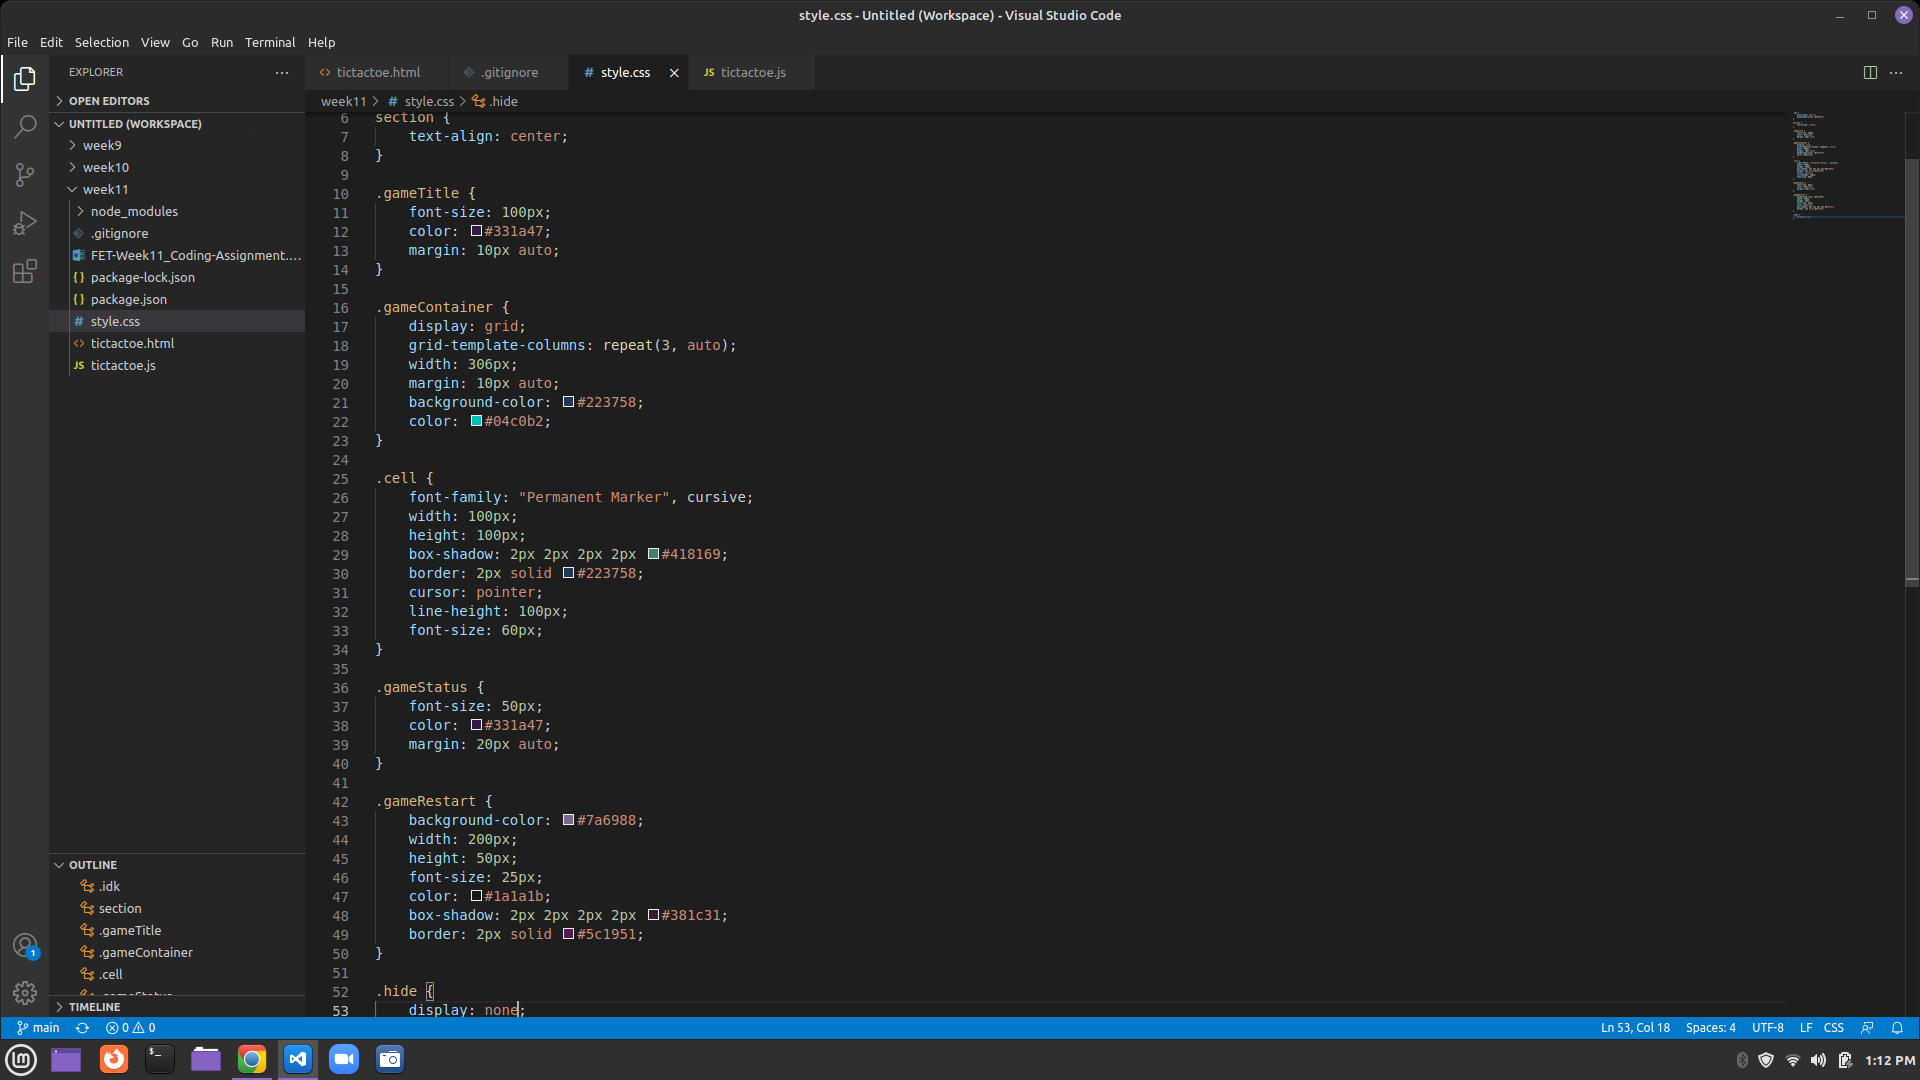 style.css - Untitled (Workspace) - Visual Studio Code
File Edit Selection View Go Run Terminal Help
EXPLORER
OPEN EDITORS
UNTITLED (WORKSPACE)
week9
week10
week11
node_modules
.gitignore
FET-Week11_Coding-Assignment....
{} package-lock.json
{} package.json
# style.css
<> tictactoe.html
JS tictactoe.js
OUTLINE
.idk
section
.gameTitle
.gameContainer
.cell
.gameStatus
TIMELINE
<> tictactoe.html .gitignore # style.css JS tictactoe.js
week11 > # style.css > .hide
6 section {
7 text-align: center;
8 }
9
10 .gameTitle {
11 font-size: 100px;
12 color: #331a47;
13 margin: 10px auto;
14 }
15
16 .gameContainer {
17 display: grid;
18 grid-template-columns: repeat(3, auto);
19 width: 306px;
20 margin: 10px auto;
21 background-color: #223758;
22 color: #04c0b2;
23 }
24
25 .cell {
26 font-family: "Permanent Marker", cursive;
27 width: 100px;
28 height: 100px;
29 box-shadow: 2px 2px 2px 2px #418169;
30 border: 2px solid #223758;
31 cursor: pointer;
32 line-height: 100px;
33 font-size: 60px;
34 }
35
36 .gameStatus {
37 font-size: 50px;
38 color: #331a47;
39 margin: 20px auto;
40 }
41
42 .gameRestart {
43 background-color: #7a6988;
44 width: 200px;
45 height: 50px;
46 font-size: 25px;
47 color: #1a1a1b;
48 box-shadow: 2px 2px 2px 2px #381c31;
49 border: 2px solid #5c1951;
50 }
51
52 .hide {
53 display: none;
1
main 0 0 Ln 53, Col 18 Spaces: 4 UTF-8 LF CSS
1:12 PM